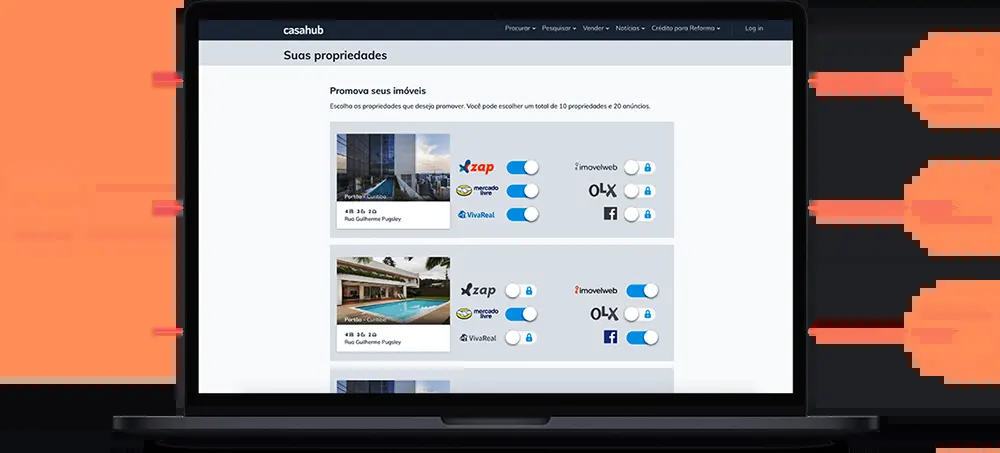 casahub
Procurar Pesquisar Vender Notícias Crédito para Reforma Log in
Suas propriedades
Promova seus imóveis
Escolha as propriedades que deseja promover. Você pode escolher um total de 10 propriedades e 20 anúncios.
zap
imovelweb
mercado
livre
OLX
VivaReal
Portão - Curitiba
4 3 2
Rua Guilherme Pugsley
zap
imovelweb
mercado
livre
OLX
VivaReal
Portão - Curitiba
4 3 2
Rua Guilherme Pugsley